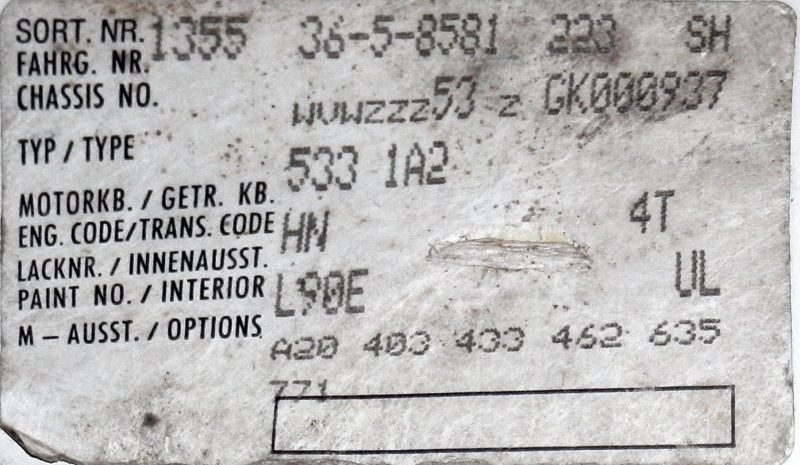 SORT. NR. 1355 36-5-8581 223 SH
FAHRG. NR.
CHASSIS NO. WVWZZZ53 Z GK000937
TYP / TYPE 533 1A2
MOTORKB. / GETR. KB.
ENG. CODE/TRANS. CODE HN 4T
LACKNR. / INNENAUSST.
PAINT NO. / INTERIOR L90E UL
M – AUSST. / OPTIONS A20 403 433 462 635
771